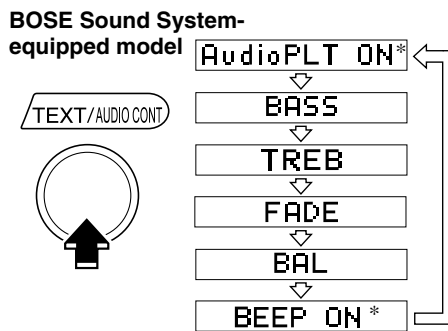 BOSE Sound System-
equipped model
TEXT/AUDIO CONT
AudioPLT ON*
BASS
TREB
FADE
BAL
BEEP ON*